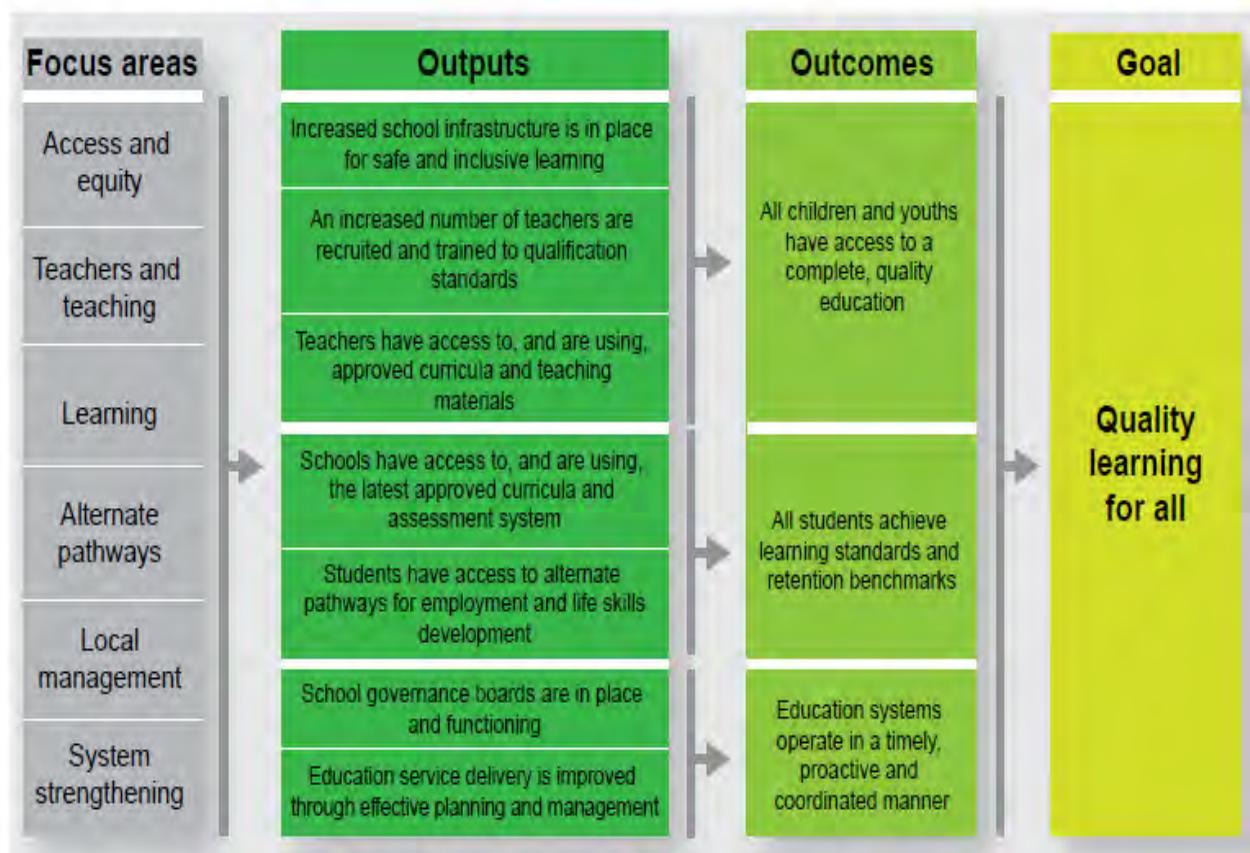 Focus areas
Access and
equity
Teachers and
teaching
Learning
Alternate
pathways
Local
management
System
strengthening
Outputs
Increased school infrastructure is in place
for safe and inclusive learning
An increased number of teachers are
recruited and trained to qualification
standards
Teachers have access to, and are using,
approved curricula and teaching
materials
Schools have access to, and are using,
the latest approved curricula and
assessment system
Students have access to alternate
pathways for employment and life skills
development
School governance boards are in place
and functioning
Education service delivery is improved
through effective planning and management
Outcomes
All children and youths
have access to a
complete, quality
education
All students achieve
learning standards and
retention benchmarks
Education systems
operate in a timely,
proactive and
coordinated manner
Goal
Quality
learning
for all